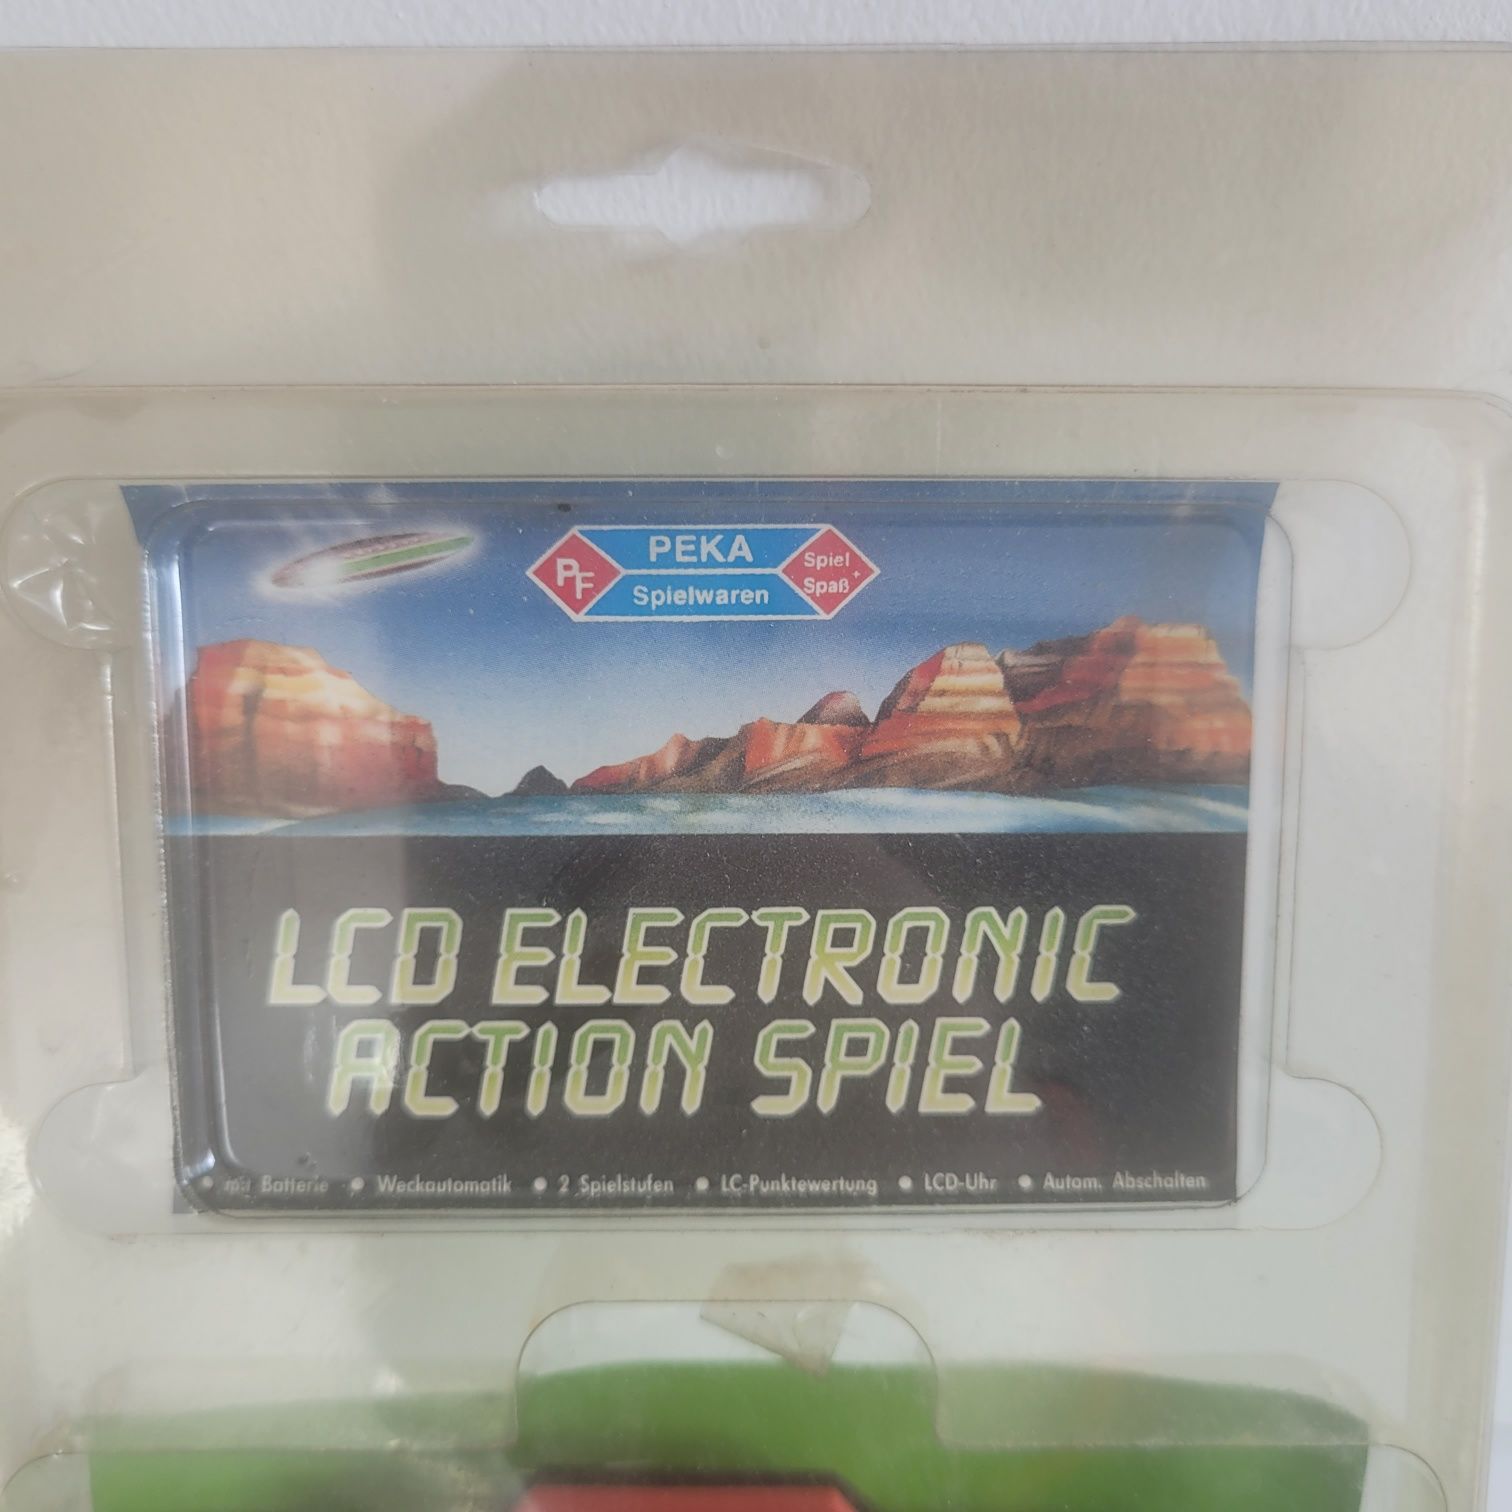 PF
PEKA
Spielwaren
Spiel +
Spaß
LCD ELECTRONIC
ACTION SPIEL
• mit Batterie • Weckautomatik • 2 Spielstufen • LC-Punktewertung • LCD-Uhr • Autom. Abschalten